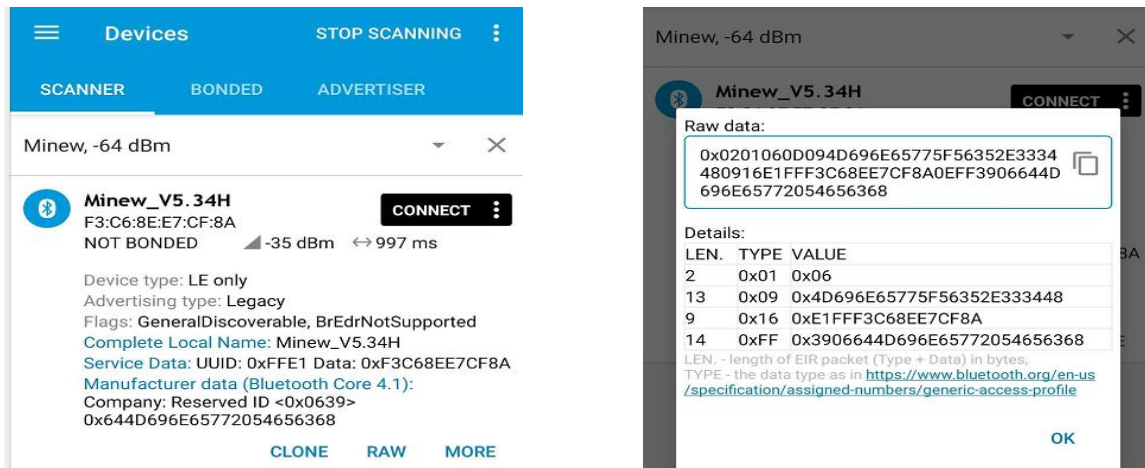 Devices
STOP SCANNING
SCANNER
BONDED
ADVERTISER
Minew, -64 dBm
Minew_V5.34H
CONNECT
F3:C6:8E:E7:CF:8A
NOT BONDED -35 dBm ↔ 997 ms
Device type: LE only
Advertising type: Legacy
Flags: GeneralDiscoverable, BrEdrNotSupported
Complete Local Name: Minew_V5.34H
Service Data: UUID: 0xFFE1 Data: 0xF3C68EE7CF8A
Manufacturer data (Bluetooth Core 4.1):
Company: Reserved ID <0x0639>
0x644D696E65772054656368
CLONE RAW MORE
Minew, -64 dBm
Minew_V5.34H
CONNECT
Raw data:
0x0201060D094D696E65775F56352E3334
480916E1FFF3C68EE7CF8A0EFF3906644D
696E65772054656368
Details:
8A
LEN. TYPE VALUE
2 0x01 0x06
13 0x09 0x4D696E65775F56352E333448
9 0x16 0xE1FFF3C68EE7CF8A
14 0xFF 0x3906644D696E65772054656368
LEN. - length of EIR packet (Type + Data) in bytes,
TYPE - the data type as in https://www.bluetooth.org/en-us
/specification/assigned-numbers/generic-access-profile
OK